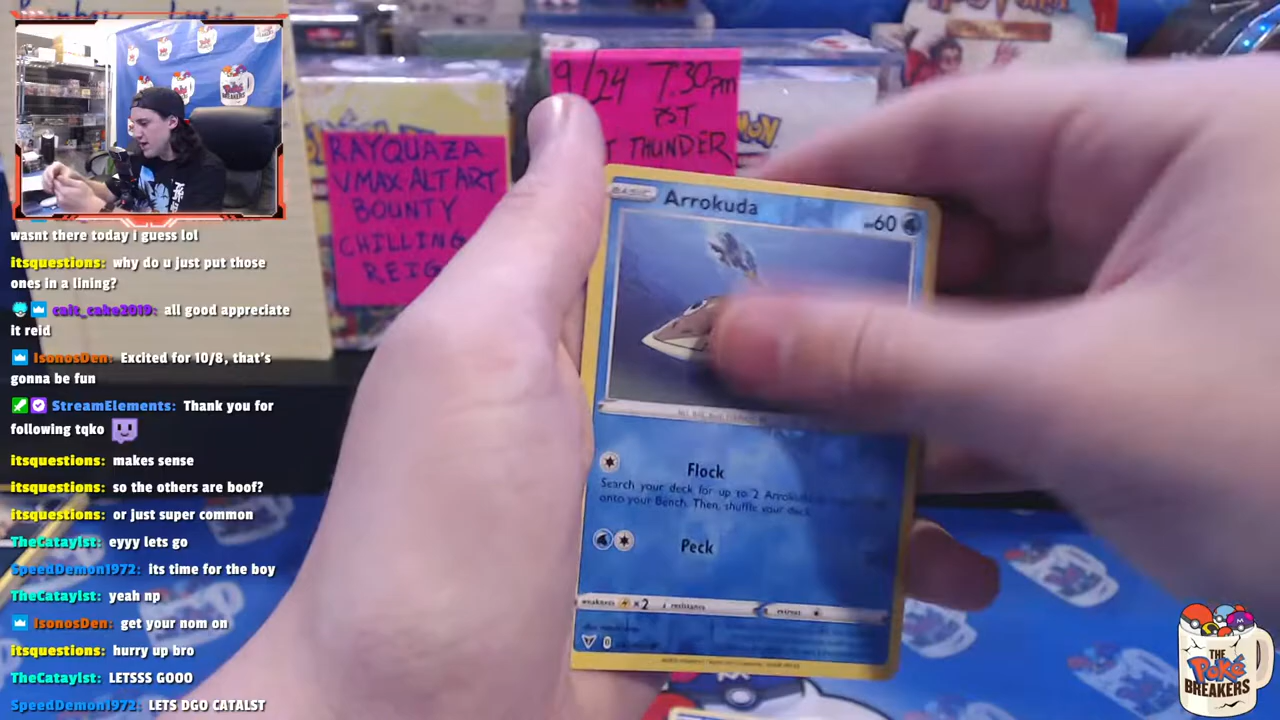 wasnt there today I guess lol
itsquestions: why do u just put those
ones in a lining?
cait_cake2019: all good appreciate
it reid
IsonosDen: Excited for 10/8, that's
gonna be fun
StreamElements: Thank you for
following tqko
itsquestions: makes sense
itsquestions: so the others are boof?
itsquestions: or just super common
TheCatayist: eyyy lets go
SpeedDemon1972: its time for the boy
TheCatayist: yeah np
IsonosDen: get your nom on
itsquestions: hurry up bro
TheCatayist: LETSSS GOOO
SpeedDemon1972: LETS DGO CATALST
RAYQUAZA
VMAX ALT ART
BOUNTY
CHILLING
REIG
9/24 7:30pm
PST
THUNDER
BASIC
Arrokuda
60
Flock
Search your deck for up to 2
onto your Bench. Then, shuffle your deck.
Peck
weakness ×2 resistance retreat
THE
Poké
BREAKERS